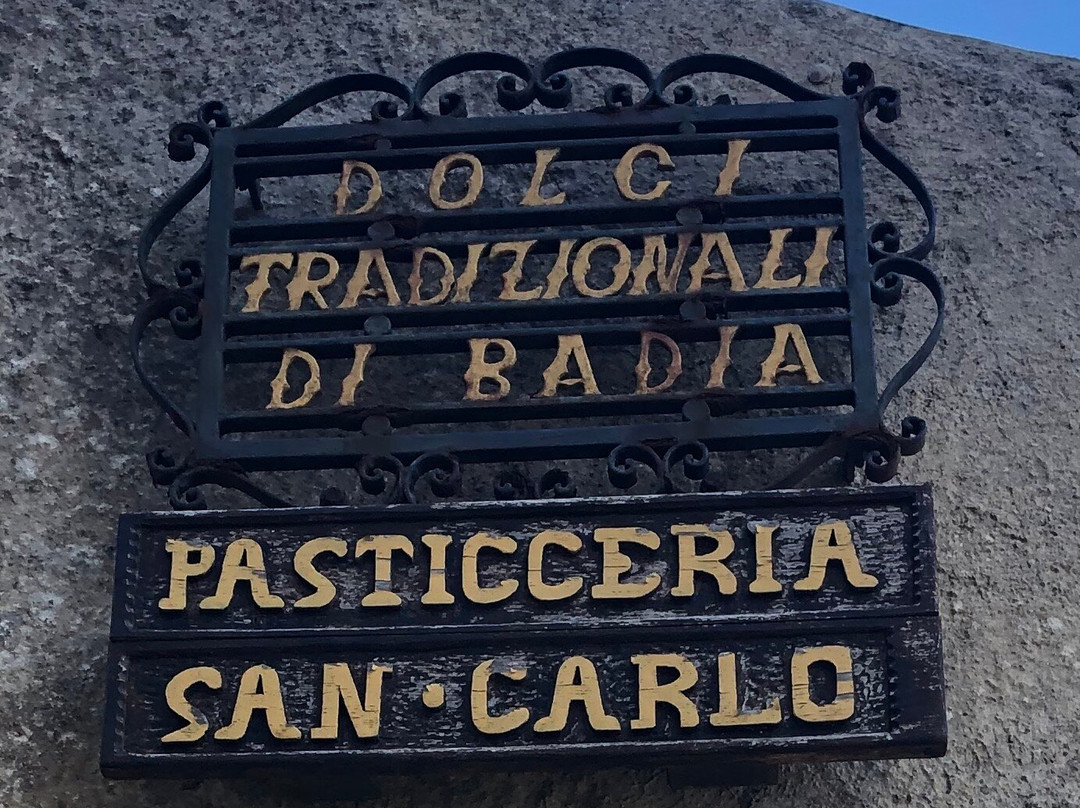 DOLCI
TRADIZIONALI
DI BADIA
PASTICCERIA
SAN · CARLO